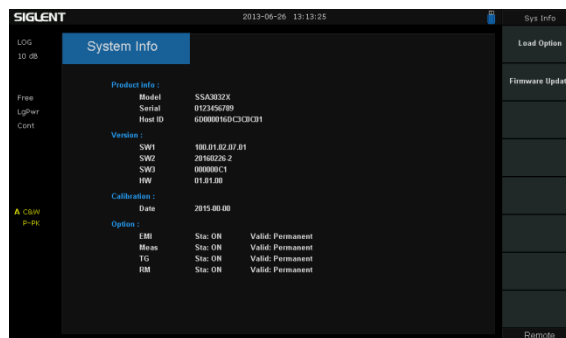 SIGLENT 2013-06-26 13:13:25 Sys Info
LOG
10 dB
System Info
Load Option
Firmware Updat
Free
LgPwr
Cont
Product info :
Model SSA3032X
Serial 0123456789
Host ID 6D000016DC3C0C01
Version :
SW1 100.01.02.07.01
SW2 20160226-2
SW3 000000C1
HW 01.01.00
Calibration :
Date 2015-00-00
A C&W
P-PK
Option :
EMI Sta: ON Valid: Permanent
Meas Sta: ON Valid: Permanent
TG Sta: ON Valid: Permanent
RM Sta: ON Valid: Permanent
Remote